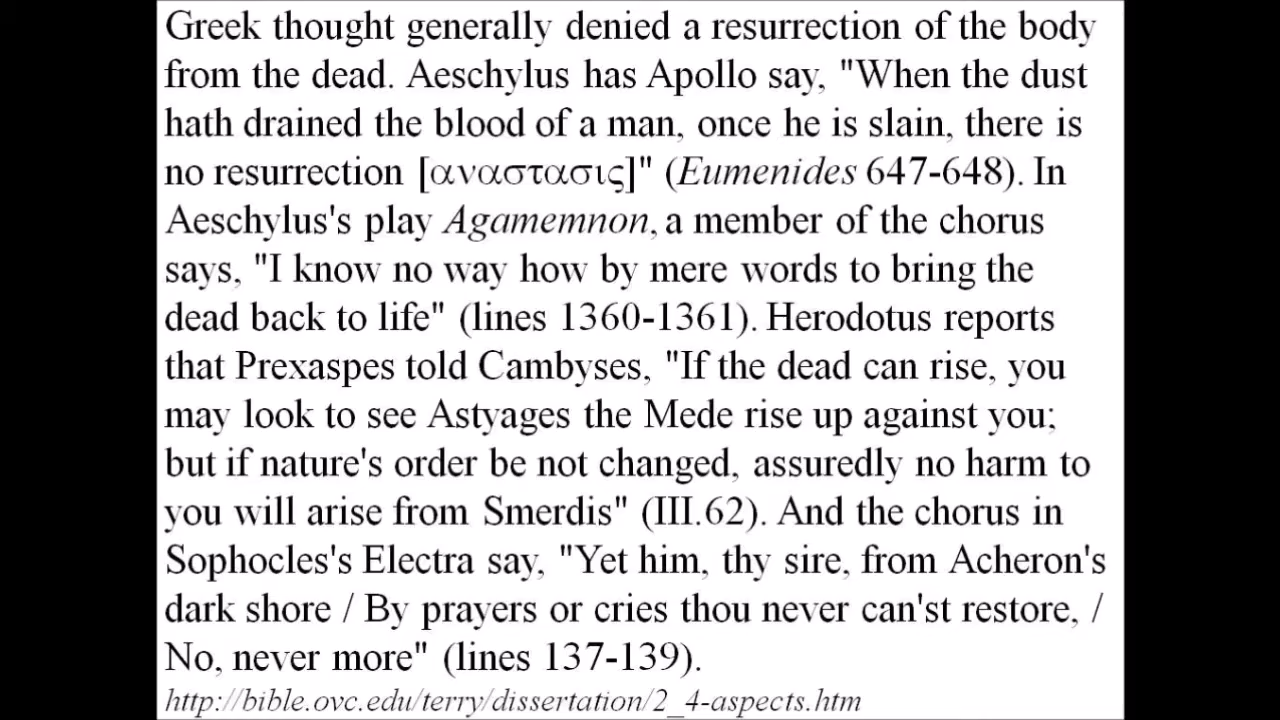 Greek thought generally denied a resurrection of the body
from the dead. Aeschylus has Apollo say, "When the dust
hath drained the blood of a man, once he is slain, there is
no resurrection [αναστασις]" (Eumenides 647-648). In
Aeschylus's play Agamemnon, a member of the chorus
says, "I know no way how by mere words to bring the
dead back to life" (lines 1360-1361). Herodotus reports
that Prexaspes told Cambyses, "If the dead can rise, you
may look to see Astyages the Mede rise up against you;
but if nature's order be not changed, assuredly no harm to
you will arise from Smerdis" (III.62). And the chorus in
Sophocles's Electra say, "Yet him, thy sire, from Acheron's
dark shore / By prayers or cries thou never can'st restore, /
No, never more" (lines 137-139).
http://bible.ovc.edu/terry/dissertation/2_4-aspects.htm